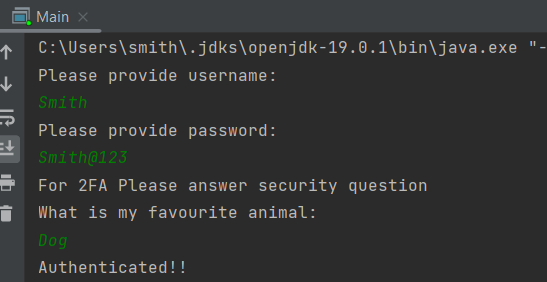 Main
C:\Users\smith\.jdks\openjdk-19.0.1\bin\java.exe "-
Please provide username:
Smith
Please provide password:
Smith@123
For 2FA Please answer security question
What is my favourite animal:
Dog
Authenticated!!